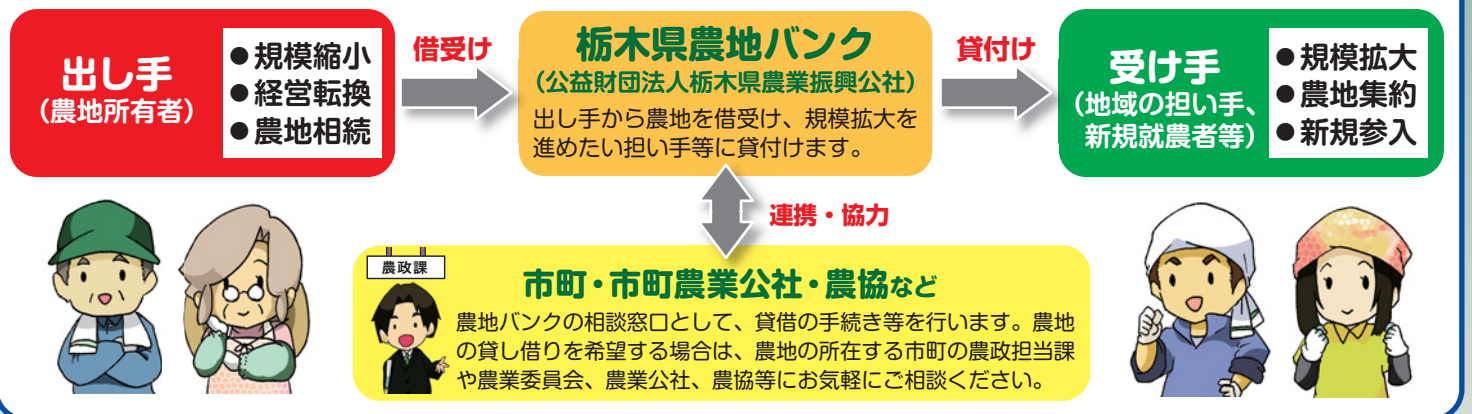 出し手
(農地所有者)
●規模縮小
●経営転換
●農地相続
借受け
栃木県農地バンク
(公益財団法人栃木県農業振興公社)
出し手から農地を借受け、規模拡大を
進めたい担い手等に貸付けます。
貸付け
受け手
(地域の担い手、
新規就農者等)
●規模拡大
●農地集約
●新規参入
連携・協力
農政課
市町・市町農業公社・農協など
農地バンクの相談窓口として、貸借の手続き等を行います。農地
の貸し借りを希望する場合は、農地の所在する市町の農政担当課
や農業委員会、農業公社、農協等にお気軽にご相談ください。